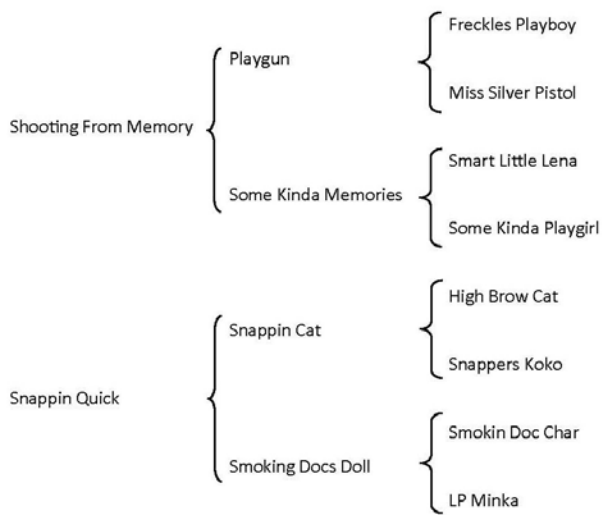 Freckles Playboy
Playgun
Miss Silver Pistol
Shooting From Memory
Smart Little Lena
Some Kinda Memories
Some Kinda Playgirl
High Brow Cat
Snappin Cat
Snappers Koko
Snappin Quick
Smokin Doc Char
Smoking Docs Doll
LP Minka